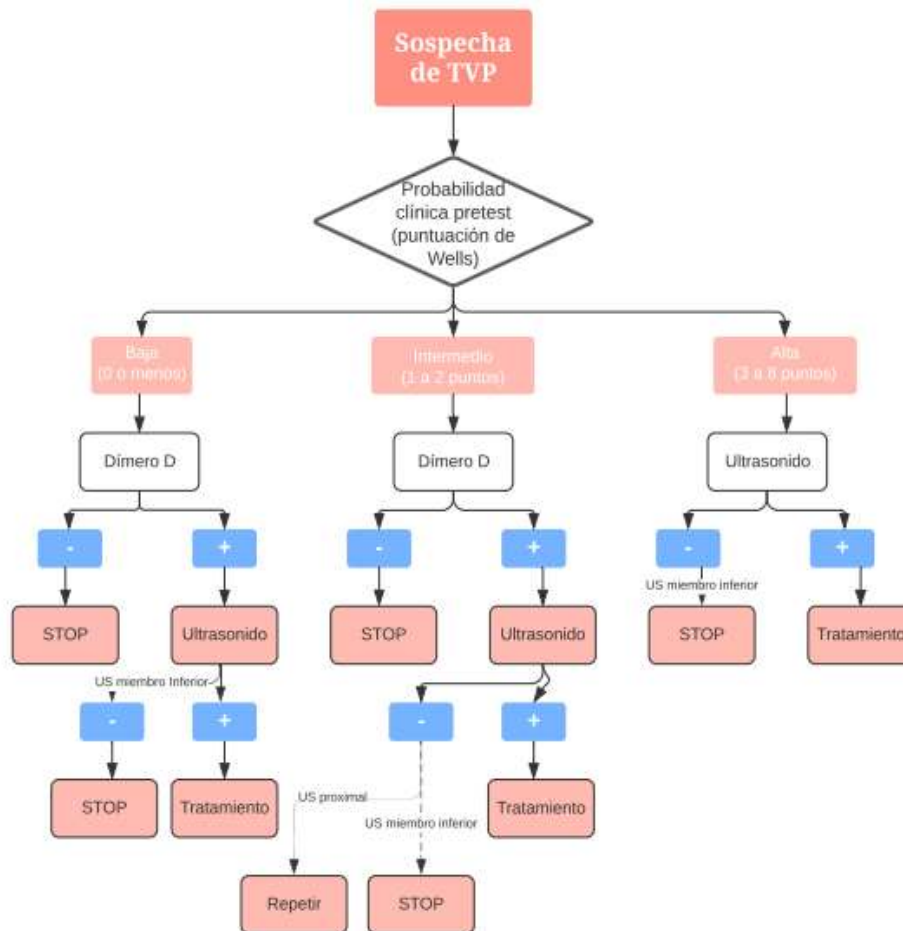 Sospecha
de TVP
Probabilidad
clínica pretest
(puntuación de
Wells)
Baja
(0 o menos)
Intermedio
(1 a 2 puntos)
Alta
(3 a 8 puntos)
Dímero D
Dímero D
Ultrasonido
-
+
-
+
-
+
US miembro inferior
STOP
Ultrasonido
STOP
Ultrasonido
STOP
Tratamiento
US miembro Inferior
-
+
-
+
STOP
Tratamiento
US proximal
US miembro inferior
Tratamiento
Repetir
STOP